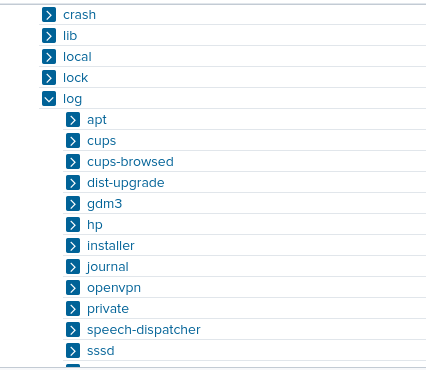 crash
lib
local
lock
log
apt
cups
cups-browsed
dist-upgrade
gdm3
hp
installer
journal
openvpn
private
speech-dispatcher
sssd